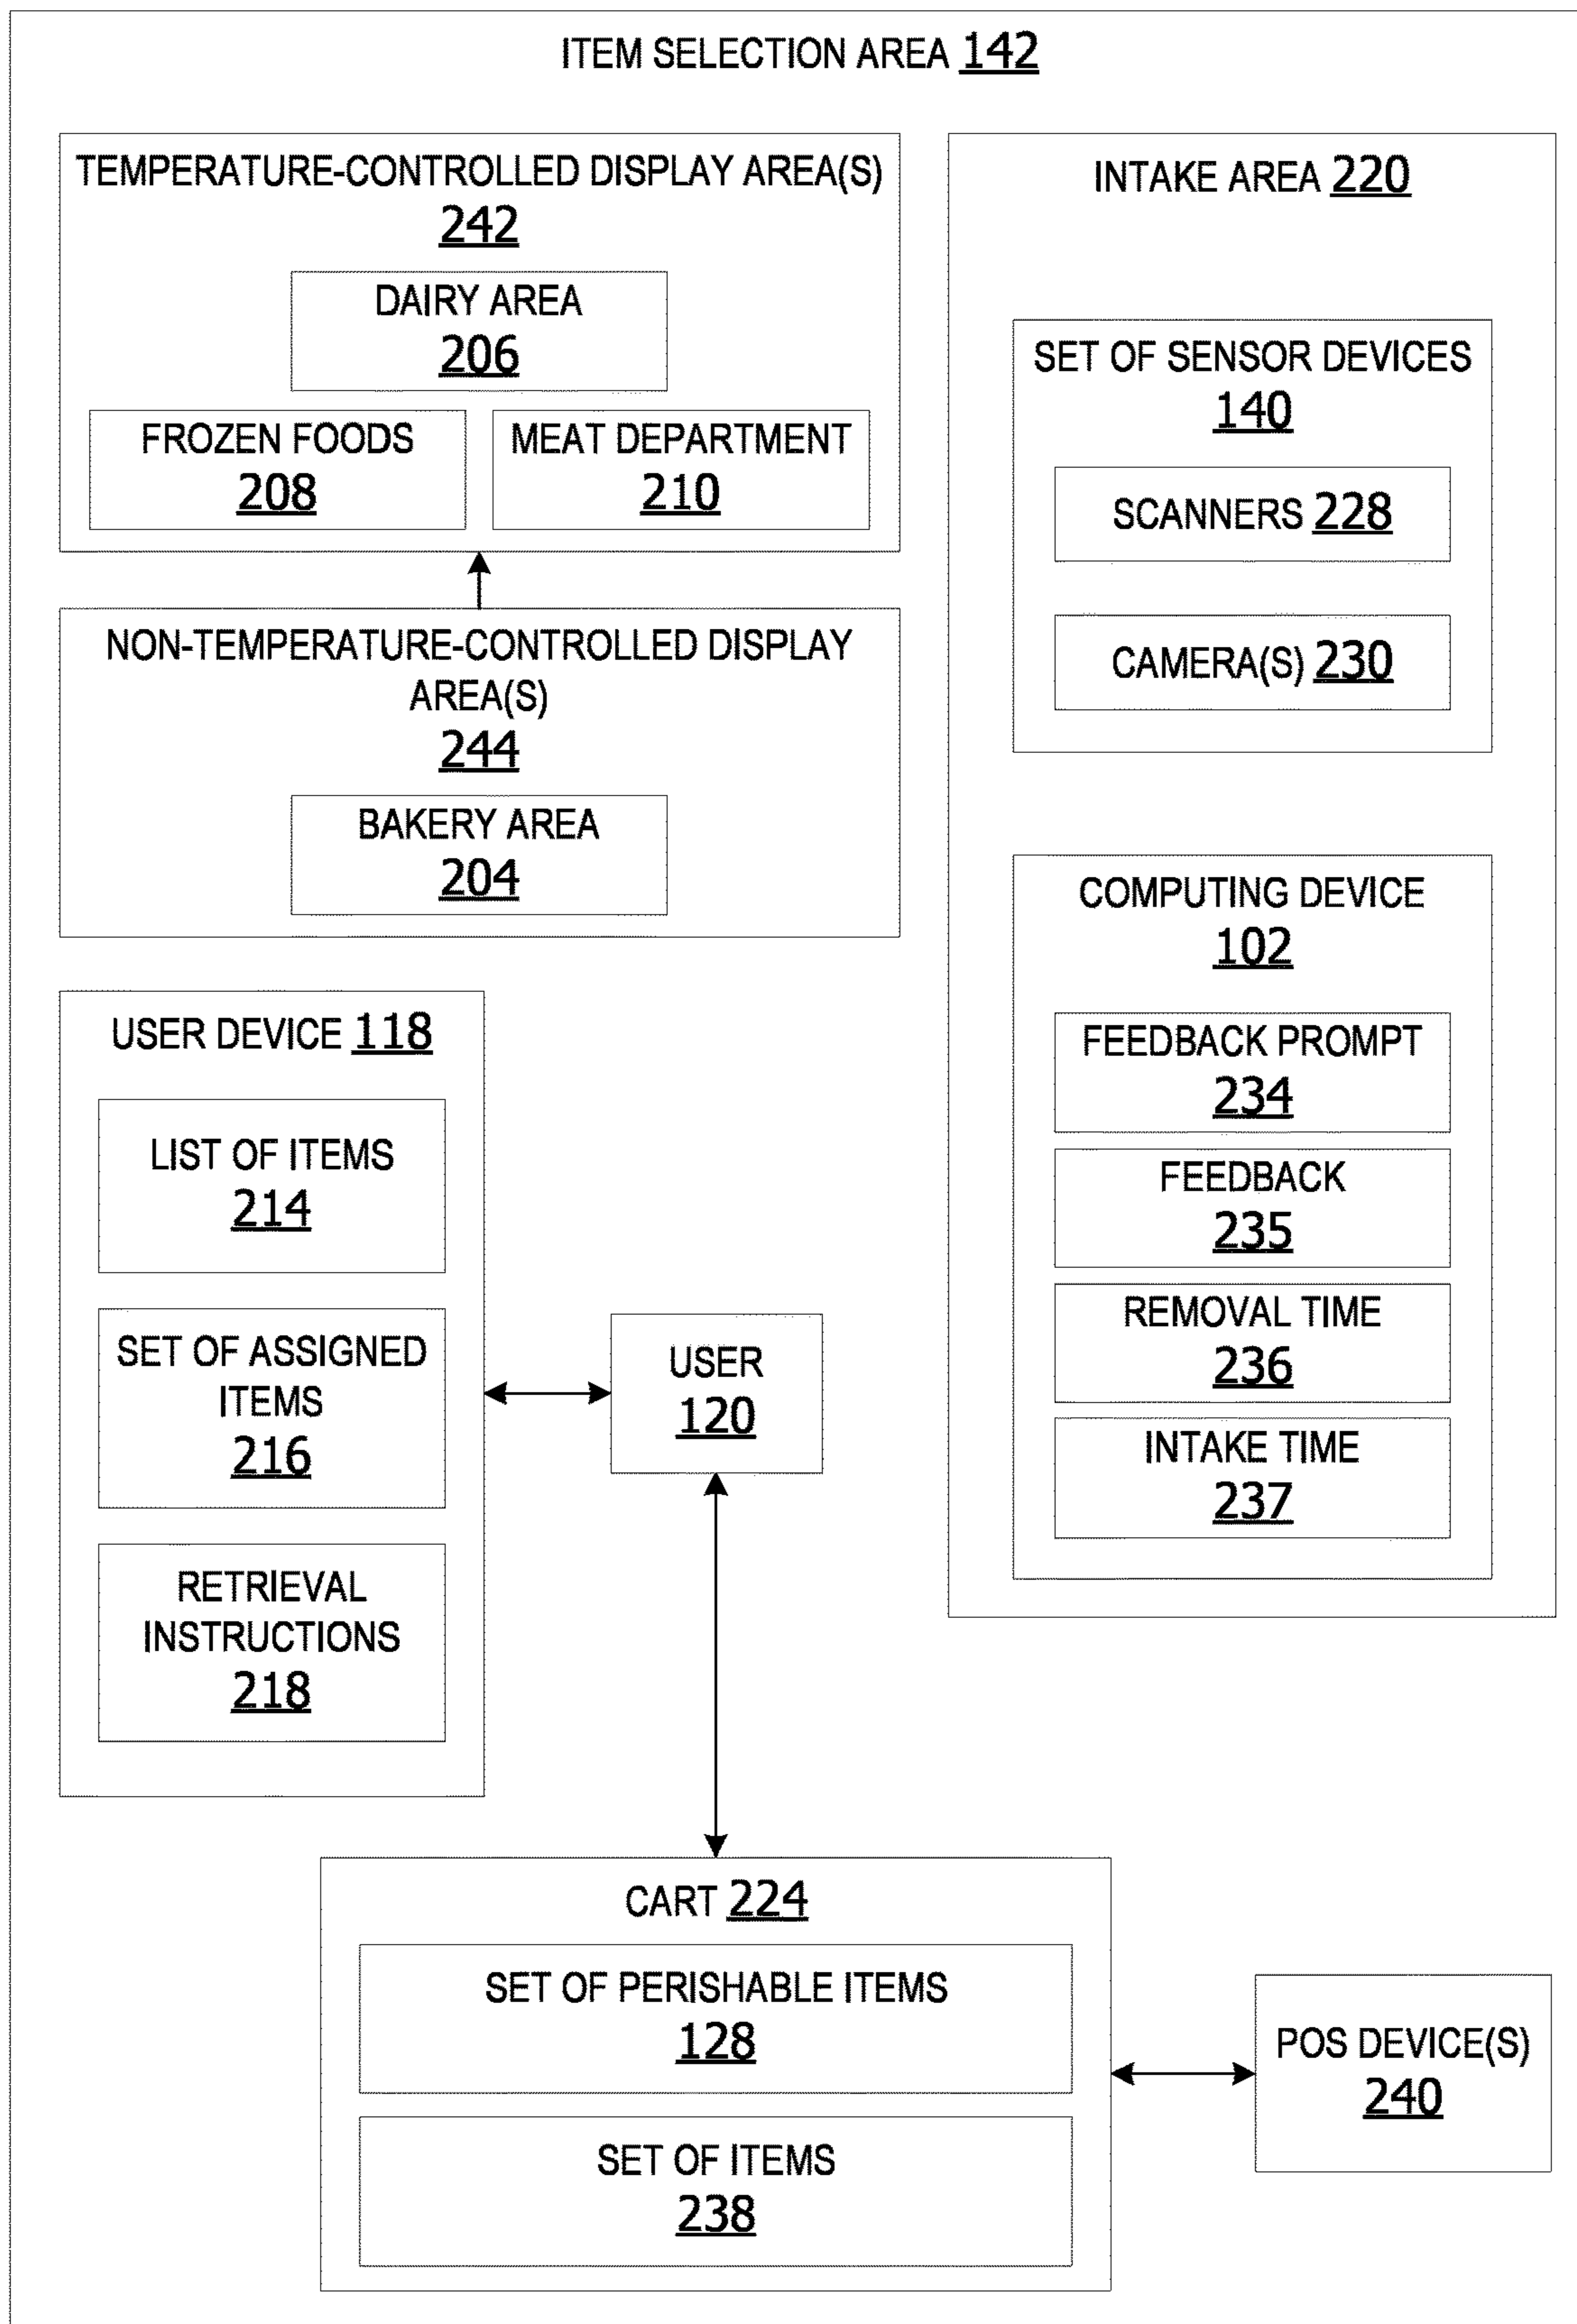 ITEM SELECTION AREA 142
TEMPERATURE-CONTROLLED DISPLAY AREA(S)
242
DAIRY AREA
206
FROZEN FOODS
208
MEAT DEPARTMENT
210
NON-TEMPERATURE-CONTROLLED DISPLAY
AREA(S)
244
BAKERY AREA
204
INTAKE AREA 220
SET OF SENSOR DEVICES
140
SCANNERS 228
CAMERA(S) 230
COMPUTING DEVICE
102
FEEDBACK PROMPT
234
FEEDBACK
235
REMOVAL TIME
236
INTAKE TIME
237
USER DEVICE 118
LIST OF ITEMS
214
SET OF ASSIGNED
ITEMS
216
RETRIEVAL
INSTRUCTIONS
218
USER
120
CART 224
SET OF PERISHABLE ITEMS
128
SET OF ITEMS
238
POS DEVICE(S)
240